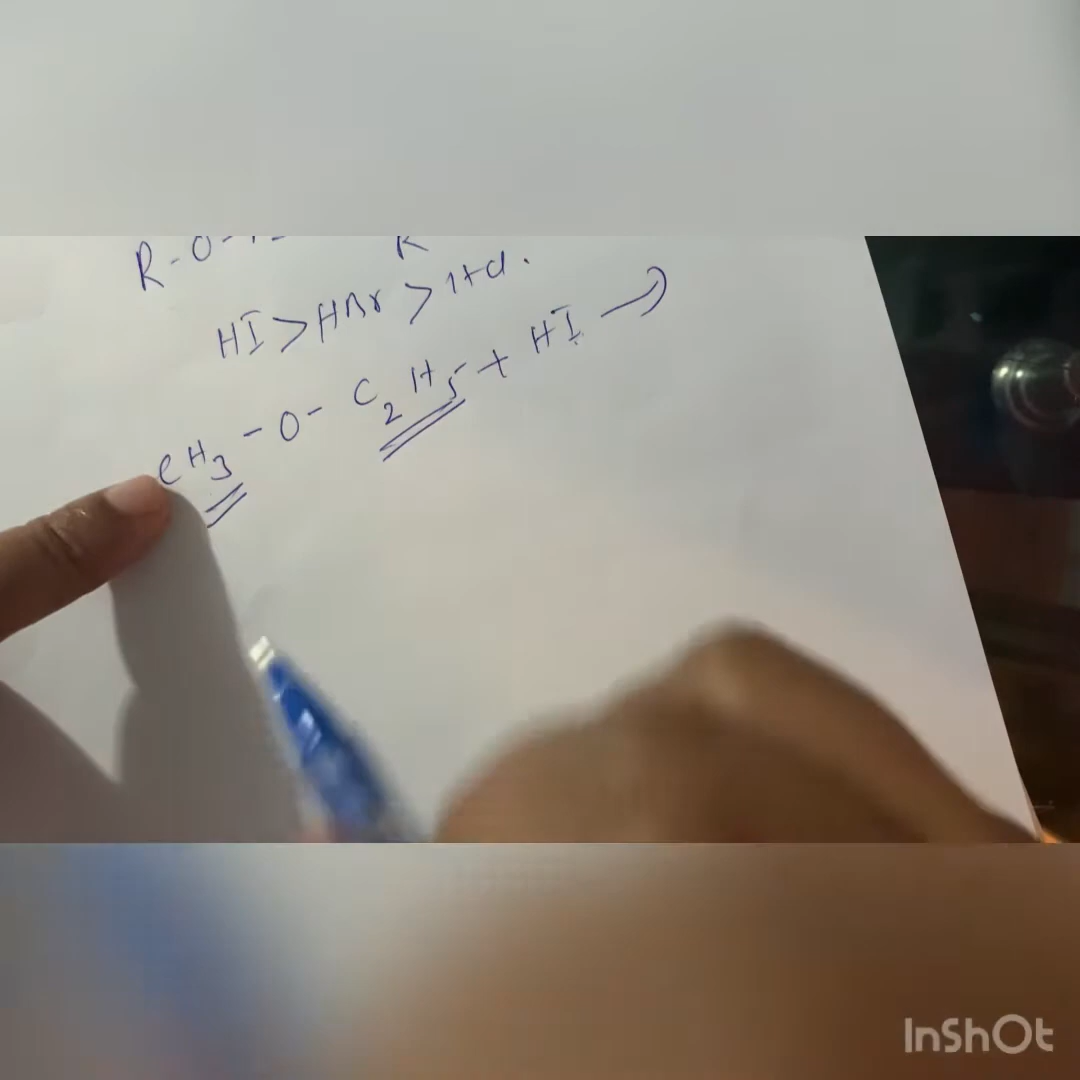 R-O-
R
HI > HBr > HCl.
CH3 - O - C2H5 + HI →
InShOt